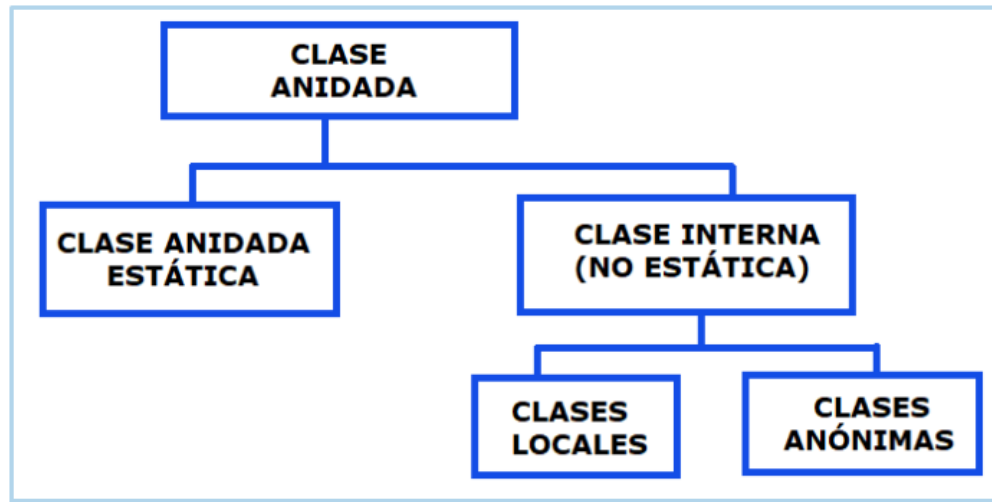 CLASE
ANIDADA
CLASE ANIDADA
ESTÁTICA
CLASE INTERNA
(NO ESTÁTICA)
CLASES
LOCALES
CLASES
ANÓNIMAS